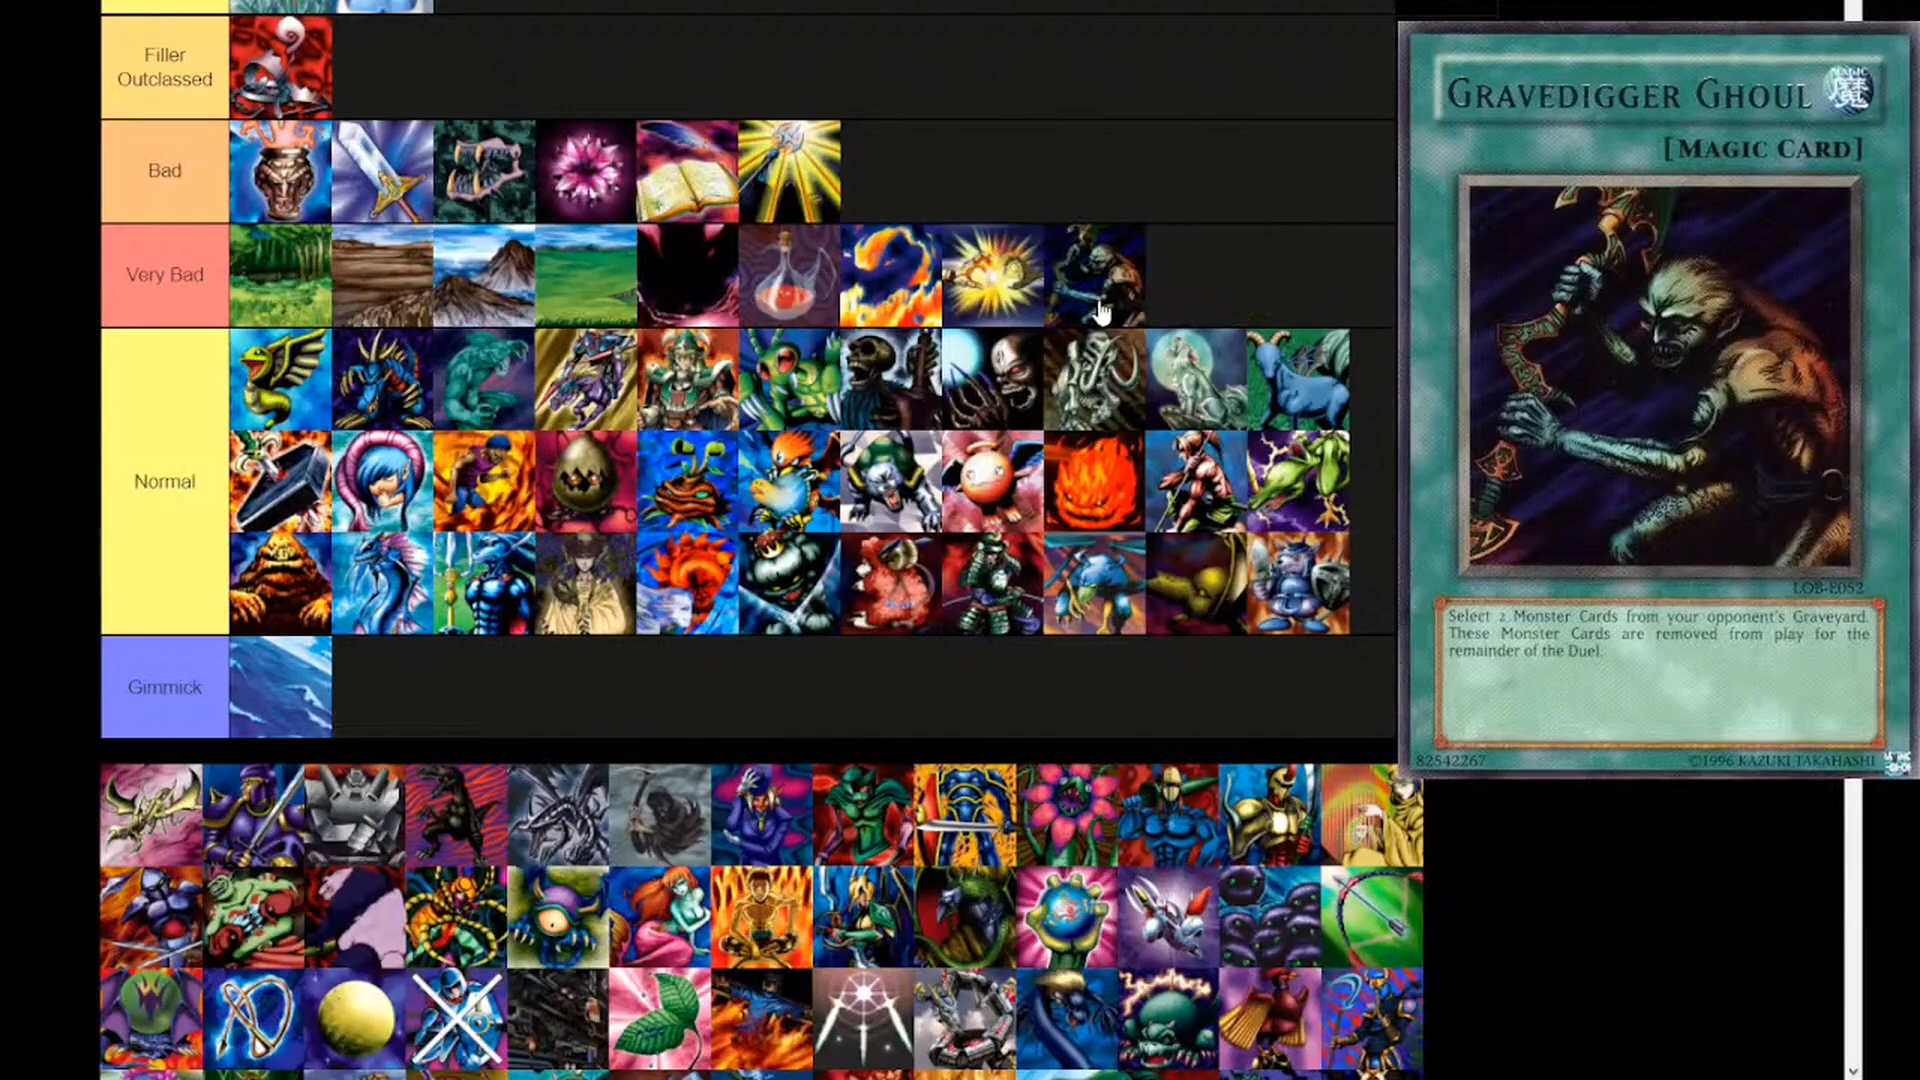 Filler
Outclassed
Bad
Very Bad
Normal
Gimmick
GRAVEDIGGER GHOUL
MAGIC
魔
[MAGIC CARD]
LOB-E052
Select 2 Monster Cards from your opponent's Graveyard.
These Monster Cards are removed from play for the
remainder of the Duel.
82542267
©1996 KAZUKI TAKAHASHI